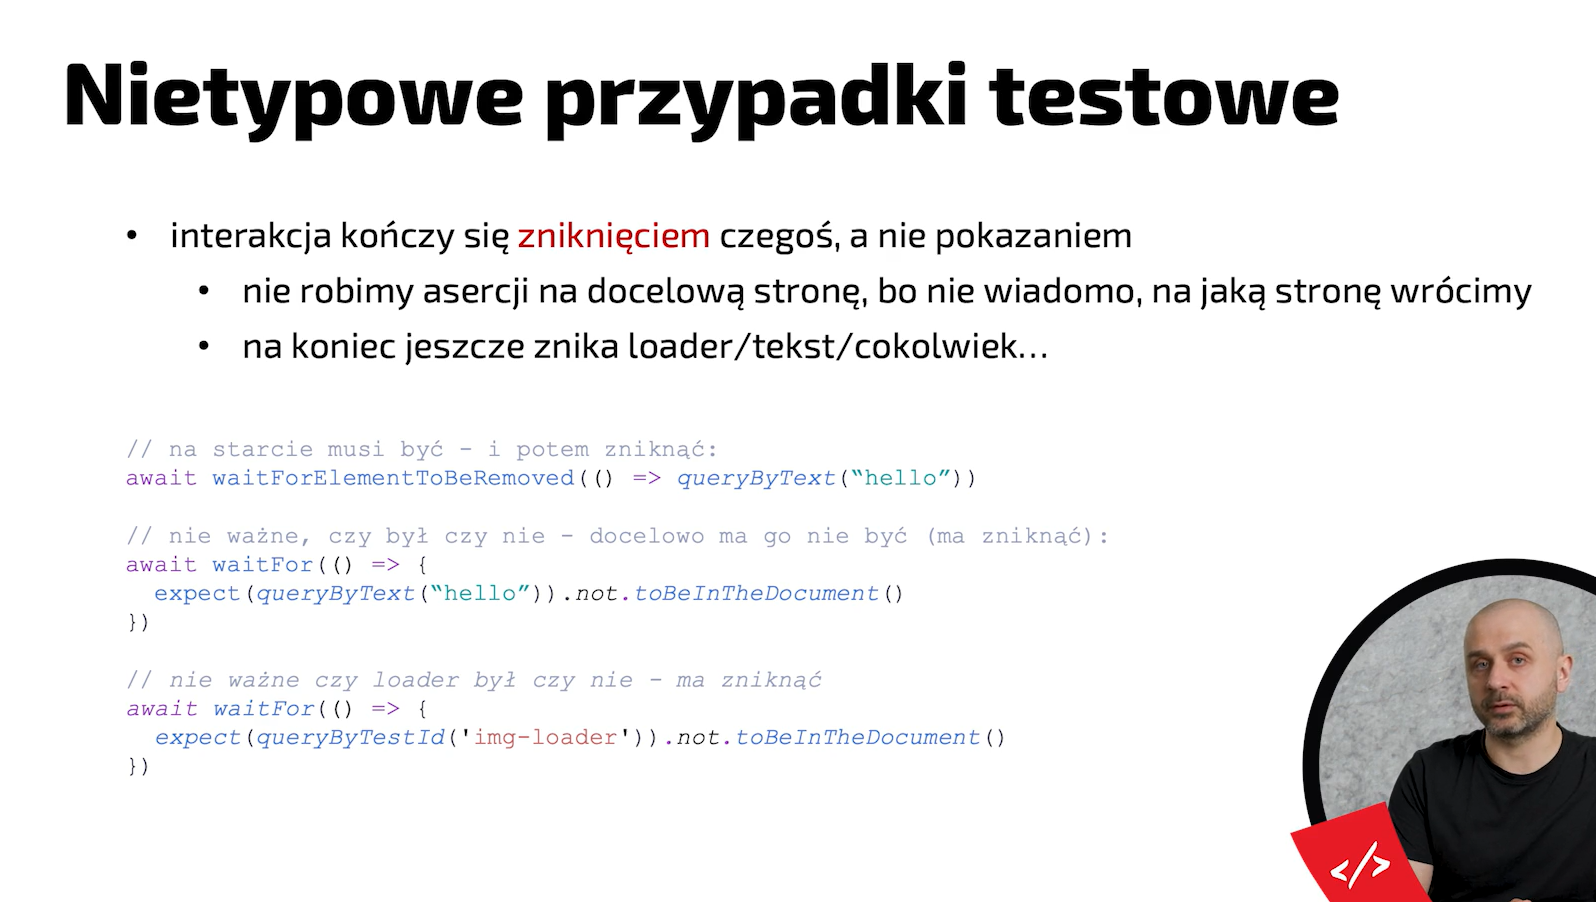 Nietypowe przypadki testowe
• interakcja kończy się zniknięciem czegoś, a nie pokazaniem
• nie robimy asercji na docelową stronę, bo nie wiadomo, na jaką stronę wrócimy
• na koniec jeszcze znika loader/tekst/cokolwiek...
// na starcie musi być - i potem zniknąć:
await waitForElementToBeRemoved(() => queryByText(“hello”))
// nie ważne, czy był czy nie - docelowo ma go nie być (ma zniknąć):
await waitFor(() => {
  expect(queryByText(“hello”)).not.toBeInTheDocument()
})
// nie ważne czy loader był czy nie - ma zniknąć
await waitFor(() => {
  expect(queryByTestId('img-loader')).not.toBeInTheDocument()
})
</>